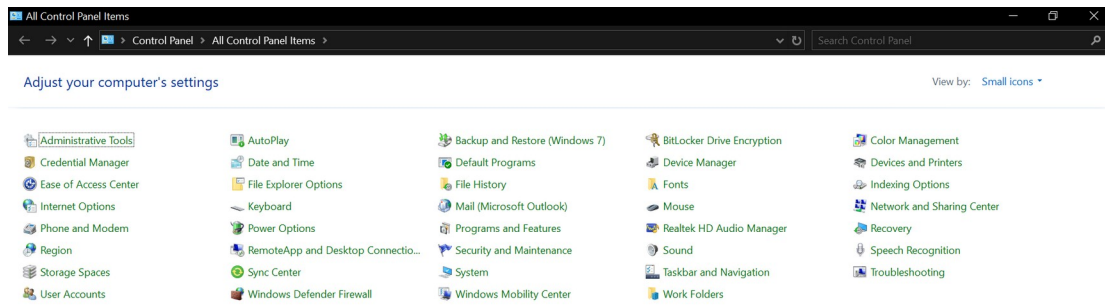 All Control Panel Items
Control Panel > All Control Panel Items >
Search Control Panel
Adjust your computer's settings
View by: Small icons
Administrative Tools
AutoPlay
Backup and Restore (Windows 7)
BitLocker Drive Encryption
Color Management
Credential Manager
Date and Time
Default Programs
Device Manager
Devices and Printers
Ease of Access Center
File Explorer Options
File History
Fonts
Indexing Options
Internet Options
Keyboard
Mail (Microsoft Outlook)
Mouse
Network and Sharing Center
Phone and Modem
Power Options
Programs and Features
Realtek HD Audio Manager
Recovery
Region
RemoteApp and Desktop Connectio...
Security and Maintenance
Sound
Speech Recognition
Storage Spaces
Sync Center
System
Taskbar and Navigation
Troubleshooting
User Accounts
Windows Defender Firewall
Windows Mobility Center
Work Folders